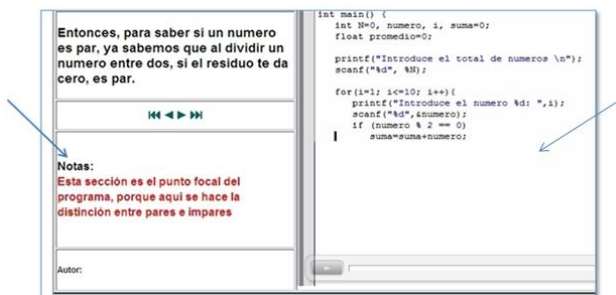 Entonces, para saber si un numero
es par, ya sabemos que al dividir un
numero entre dos, si el residuo te da
cero, es par.
Notas:
Esta sección es el punto focal del
programa, porque aqui se hace la
distinción entre pares e impares
Autor:
int main() {
int N=0, numero, i, suma=0;
float promedio=0;
printf("Introduce el total de numeros \n");
scanf("%d", %N);
for(i=1; i<=10; i++){
printf("Introduce el numero %d: ",i);
scanf("%d",&numero);
if (numero % 2 == 0)
suma=suma+numero;